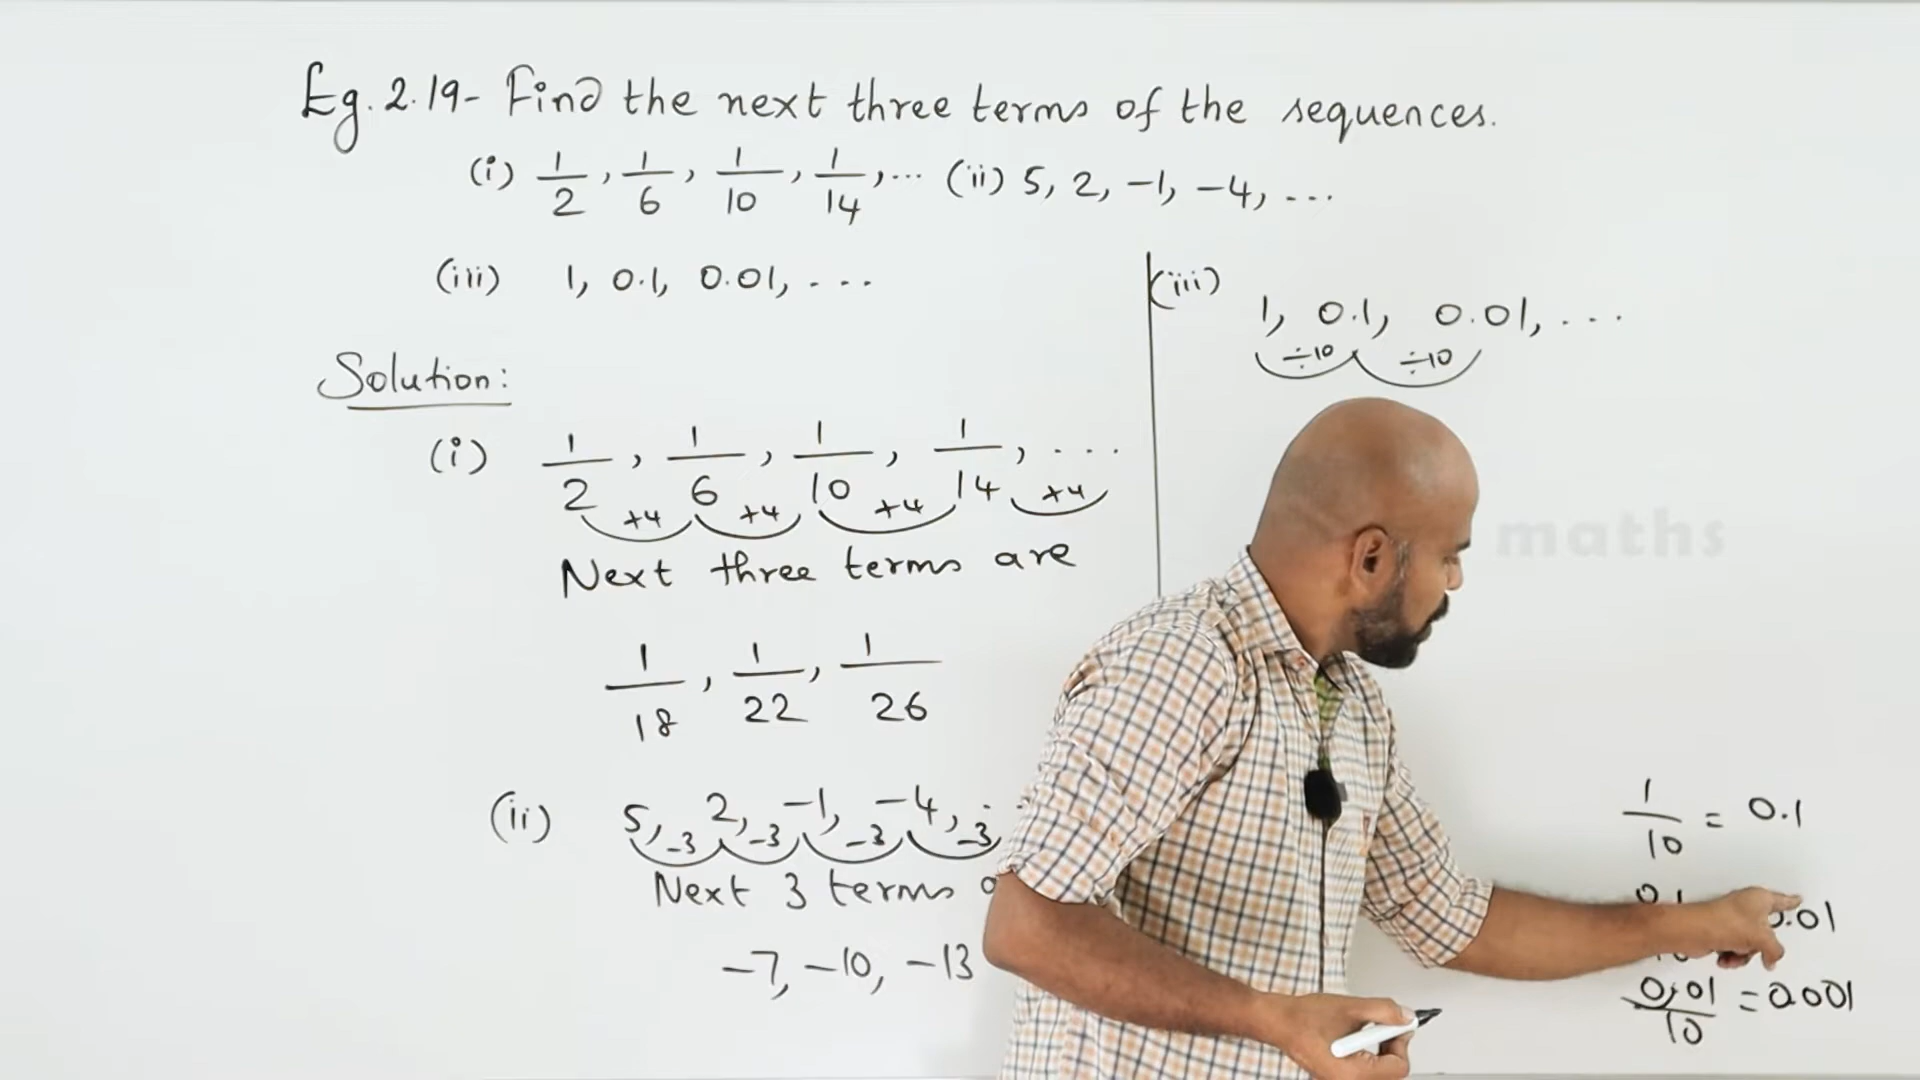 Eg. 2.19- Find the next three terms of the sequences.
(i) 1/2, 1/6, 1/10, 1/14, ... (ii) 5, 2, -1, -4, ...
(iii) 1, 0.1, 0.01, ...
Solution:
(i) 1/2, 1/6, 1/10, 1/14, ...
+4 +4 +4 +4
Next three terms are
1/18, 1/22, 1/26
(ii) 5, 2, -1, -4, ..
-3 -3 -3 -3
Next 3 terms
-7, -10, -13
(iii)
1, 0.1, 0.01, ...
÷10 ÷10
maths
1/10 = 0.1
0.01
0.01/10 = 0.001